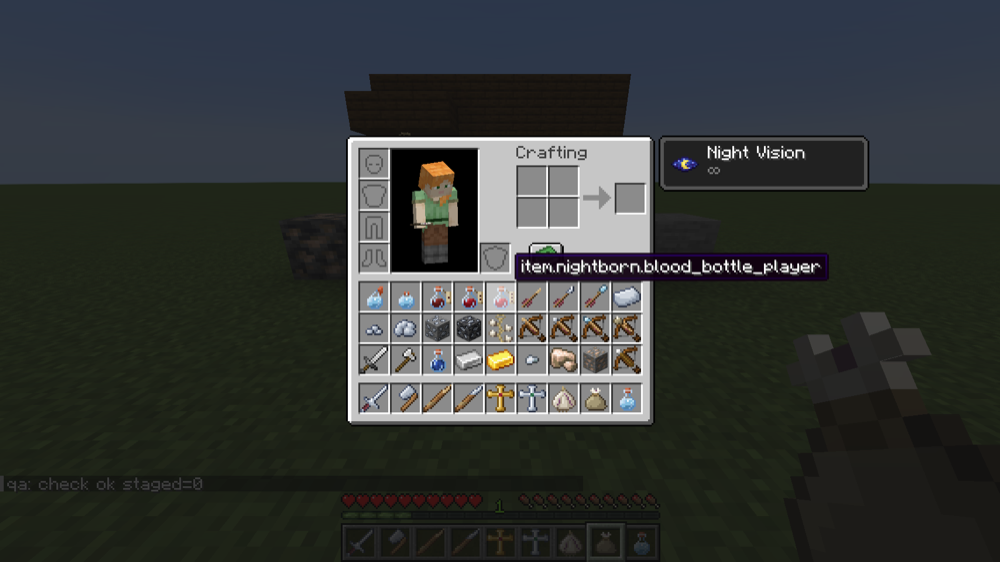 Crafting
Night Vision
∞
item.nightborn.blood_bottle_player
qa: check ok staged=0
1